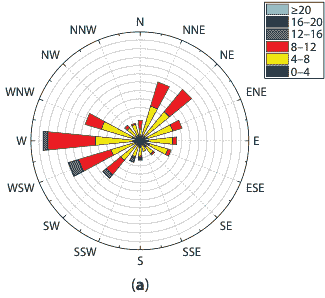 ≥20
16–20
12–16
8–12
4–8
0–4
N
NNE
NE
ENE
E
ESE
SE
SSE
S
SSW
SW
WSW
W
WNW
NW
NNW
(a)